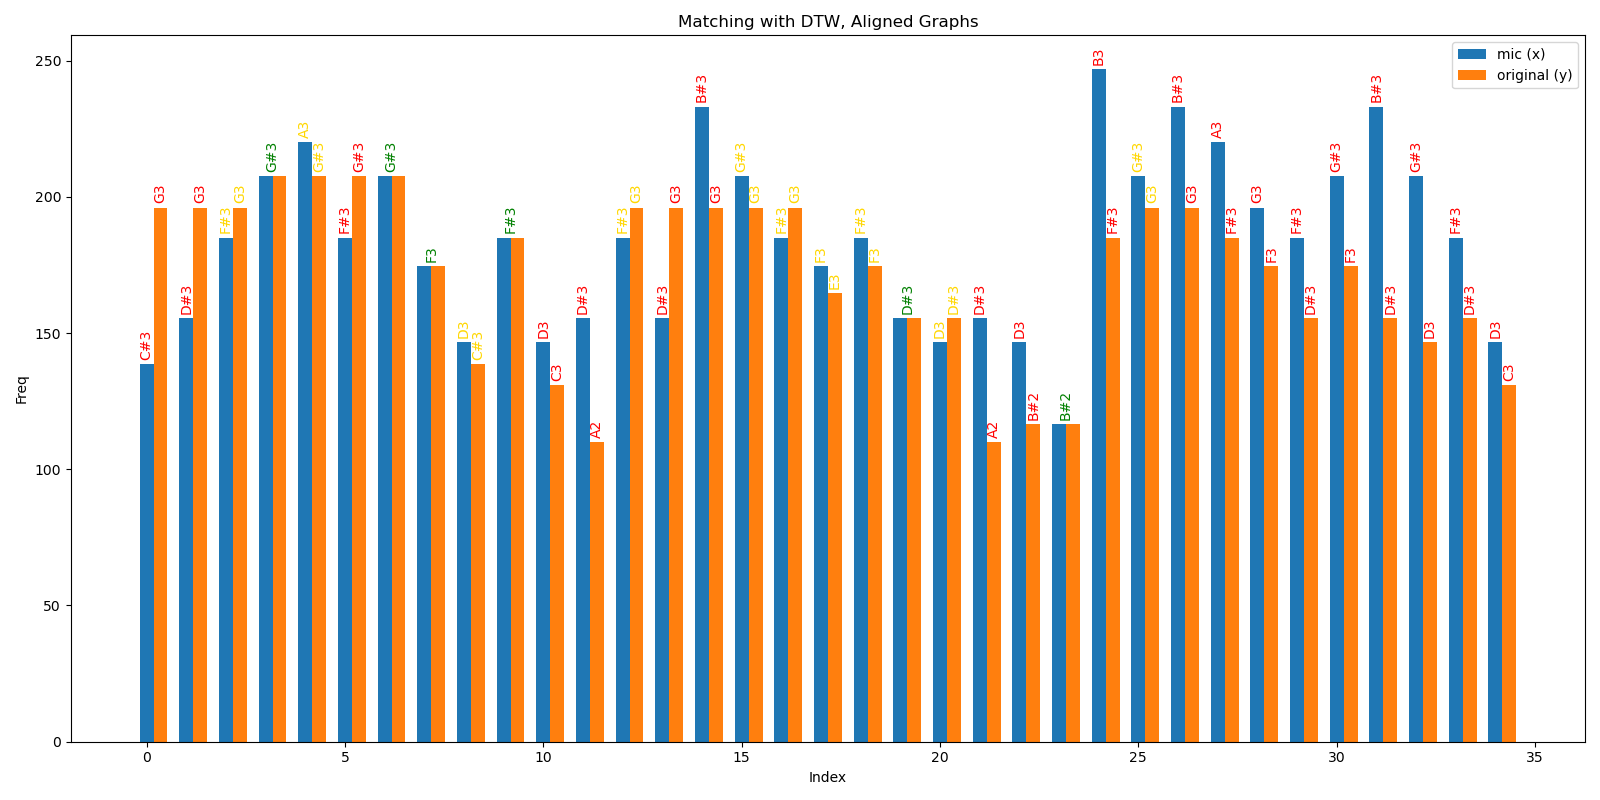 Matching with DTW, Aligned Graphs
mic (x)
original (y)
Freq
250
200
150
100
50
0
C#3 G3
D#3 G3
F#3 G3
G#3
A3 G#3
F#3 G#3
G#3
F3
D3 C#3
F#3
D3 C3
D#3 A2
F#3 G3
D#3 G3
B#3 G3
G#3 G3
F#3 G3
F3 E3
F#3 F3
D#3
D3 D#3
D#3 A2
D3 B#2
B#2
B3 F#3
G#3 G3
B#3 G3
A3 F#3
G3 F3
F#3 D#3
G#3 F3
B#3 D#3
G#3 D3
F#3 D#3
D3 C3
0 5 10 15 20 25 30 35
Index